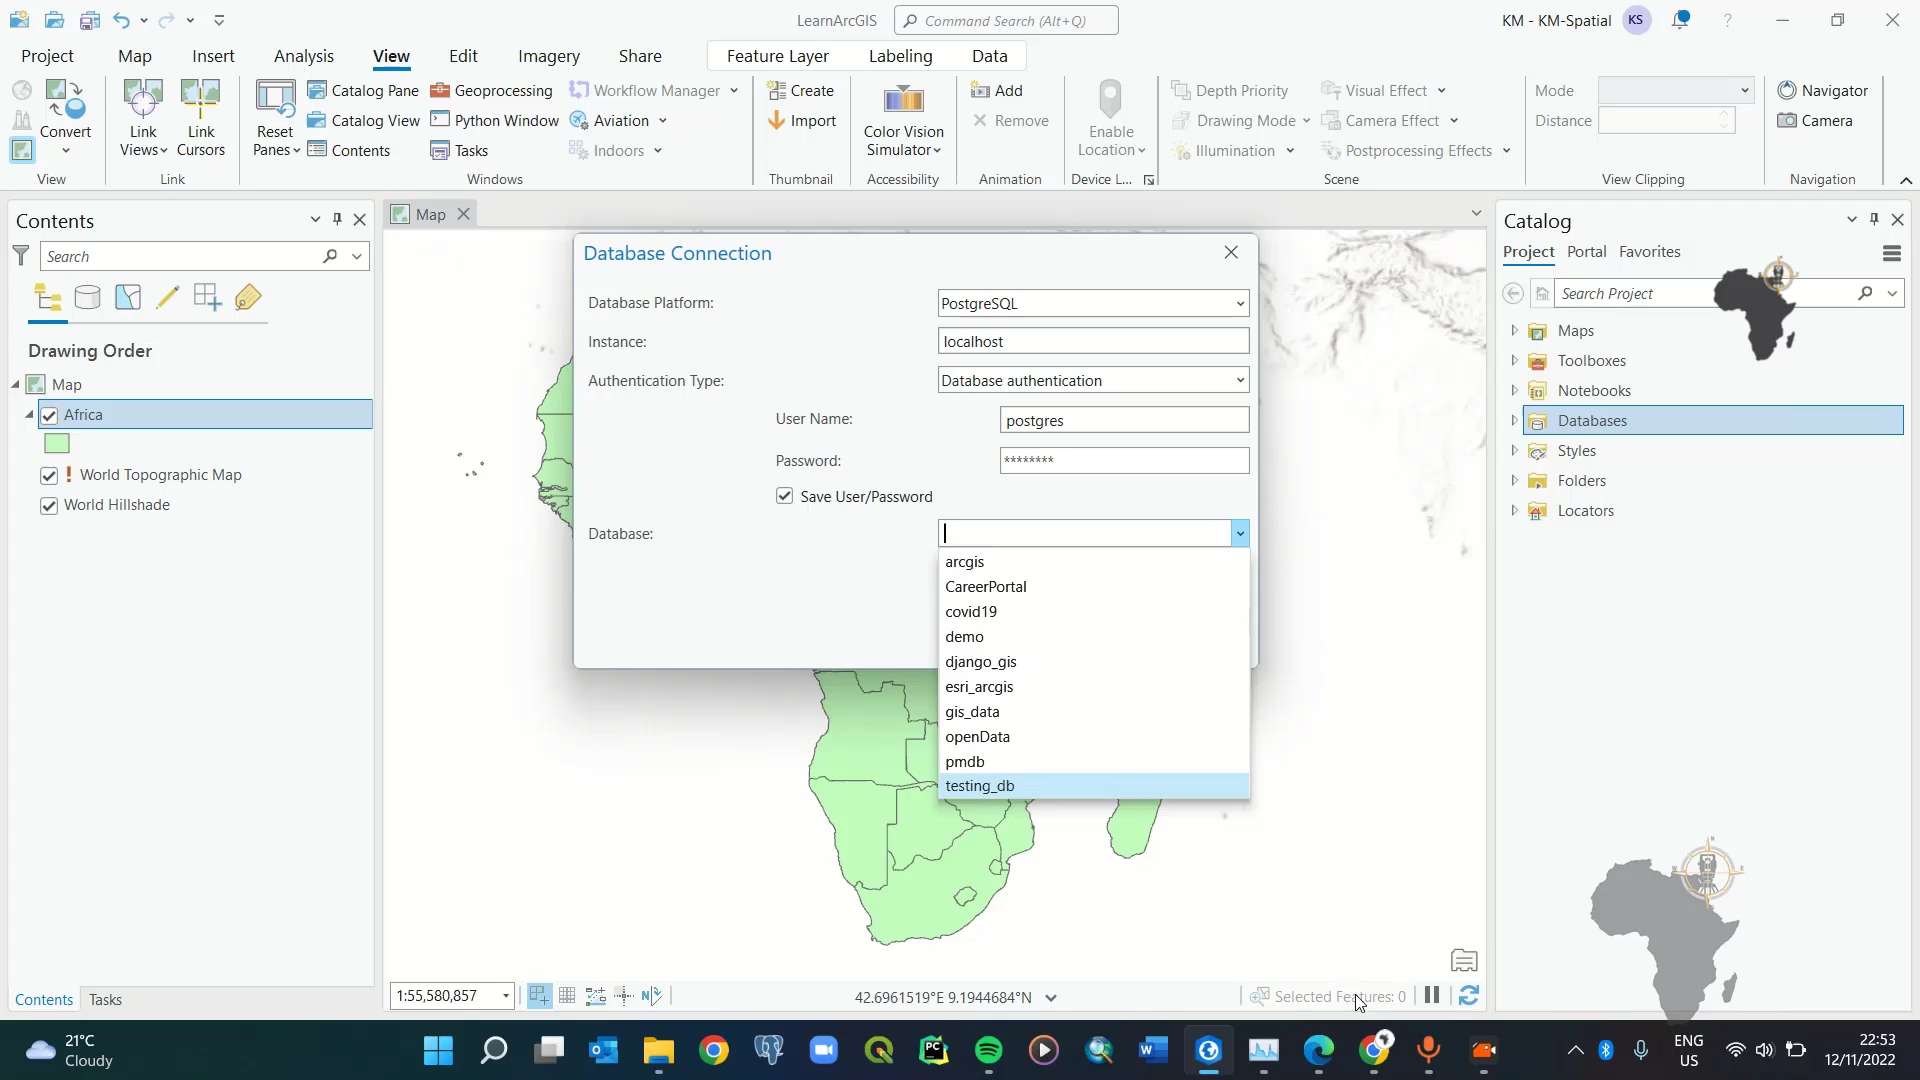 LearnArcGIS
Command Search (Alt+Q)
KM - KM-Spatial
KS
?
Project
Map
Insert
Analysis
View
Edit
Imagery
Share
Feature Layer
Labeling
Data
Convert
Link Views
Link Cursors
Reset Panes
Catalog Pane
Catalog View
Contents
Geoprocessing
Python Window
Tasks
Workflow Manager
Aviation
Indoors
Create
Import
Color Vision Simulator
Add
Remove
Enable Location
Depth Priority
Drawing Mode
Illumination
Visual Effect
Camera Effect
Postprocessing Effects
Mode
Distance
Navigator
Camera
View
Link
Windows
Thumbnail
Accessibility
Animation
Device L...
Scene
View Clipping
Navigation
Contents
Search
Drawing Order
Map
Africa
! World Topographic Map
World Hillshade
Contents
Tasks
Map
Database Connection
Database Platform:
PostgreSQL
Instance:
localhost
Authentication Type:
Database authentication
User Name:
postgres
Password:
********
Save User/Password
Database:
arcgis
CareerPortal
covid19
demo
django_gis
esri_arcgis
gis_data
openData
pmdb
testing_db
1:55,580,857
42.6961519°E 9.1944684°N
Selected Features: 0
Catalog
Project
Portal
Favorites
Search Project
Maps
Toolboxes
Notebooks
Databases
Styles
Folders
Locators
21°C
Cloudy
ENG
US
22:53
12/11/2022